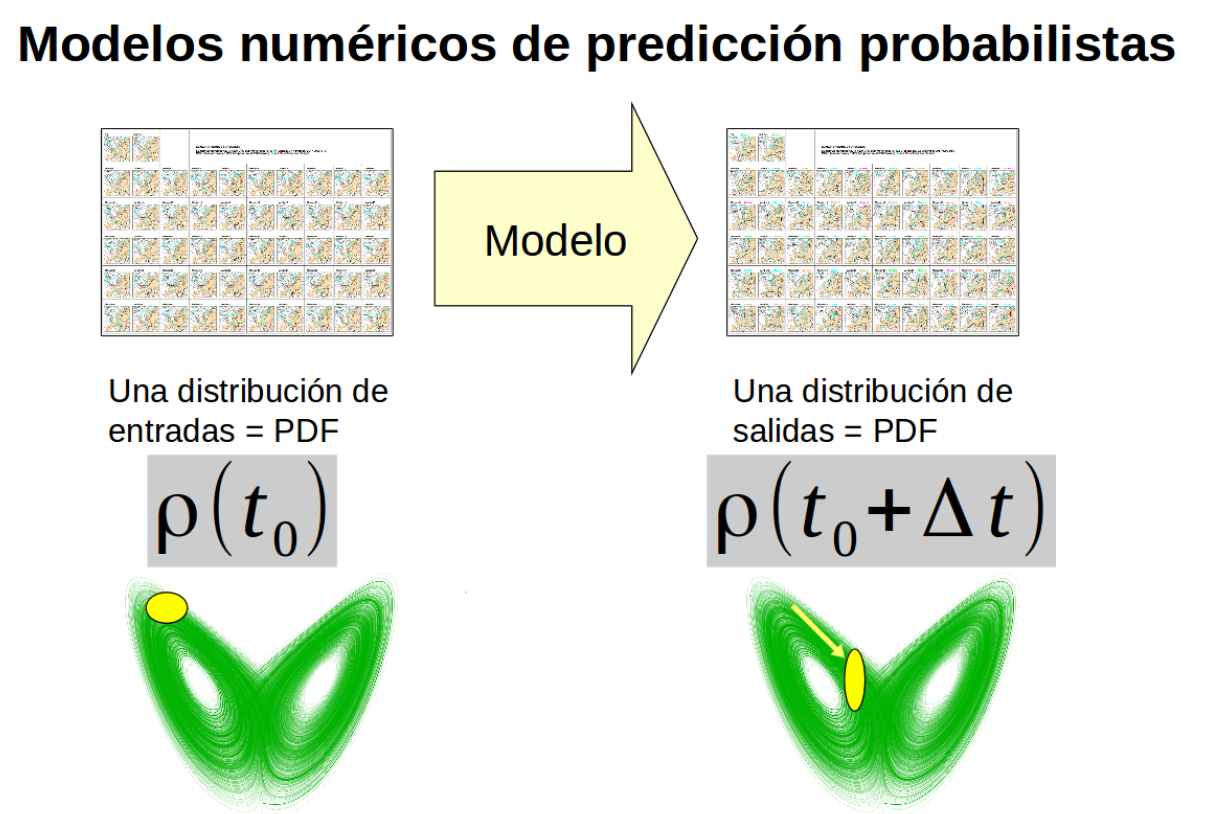 Modelos numéricos de predicción probabilistas
Modelo
Una distribución de
entradas = PDF
Una distribución de
salidas = PDF
ρ(t₀)
ρ(t₀+Δt)